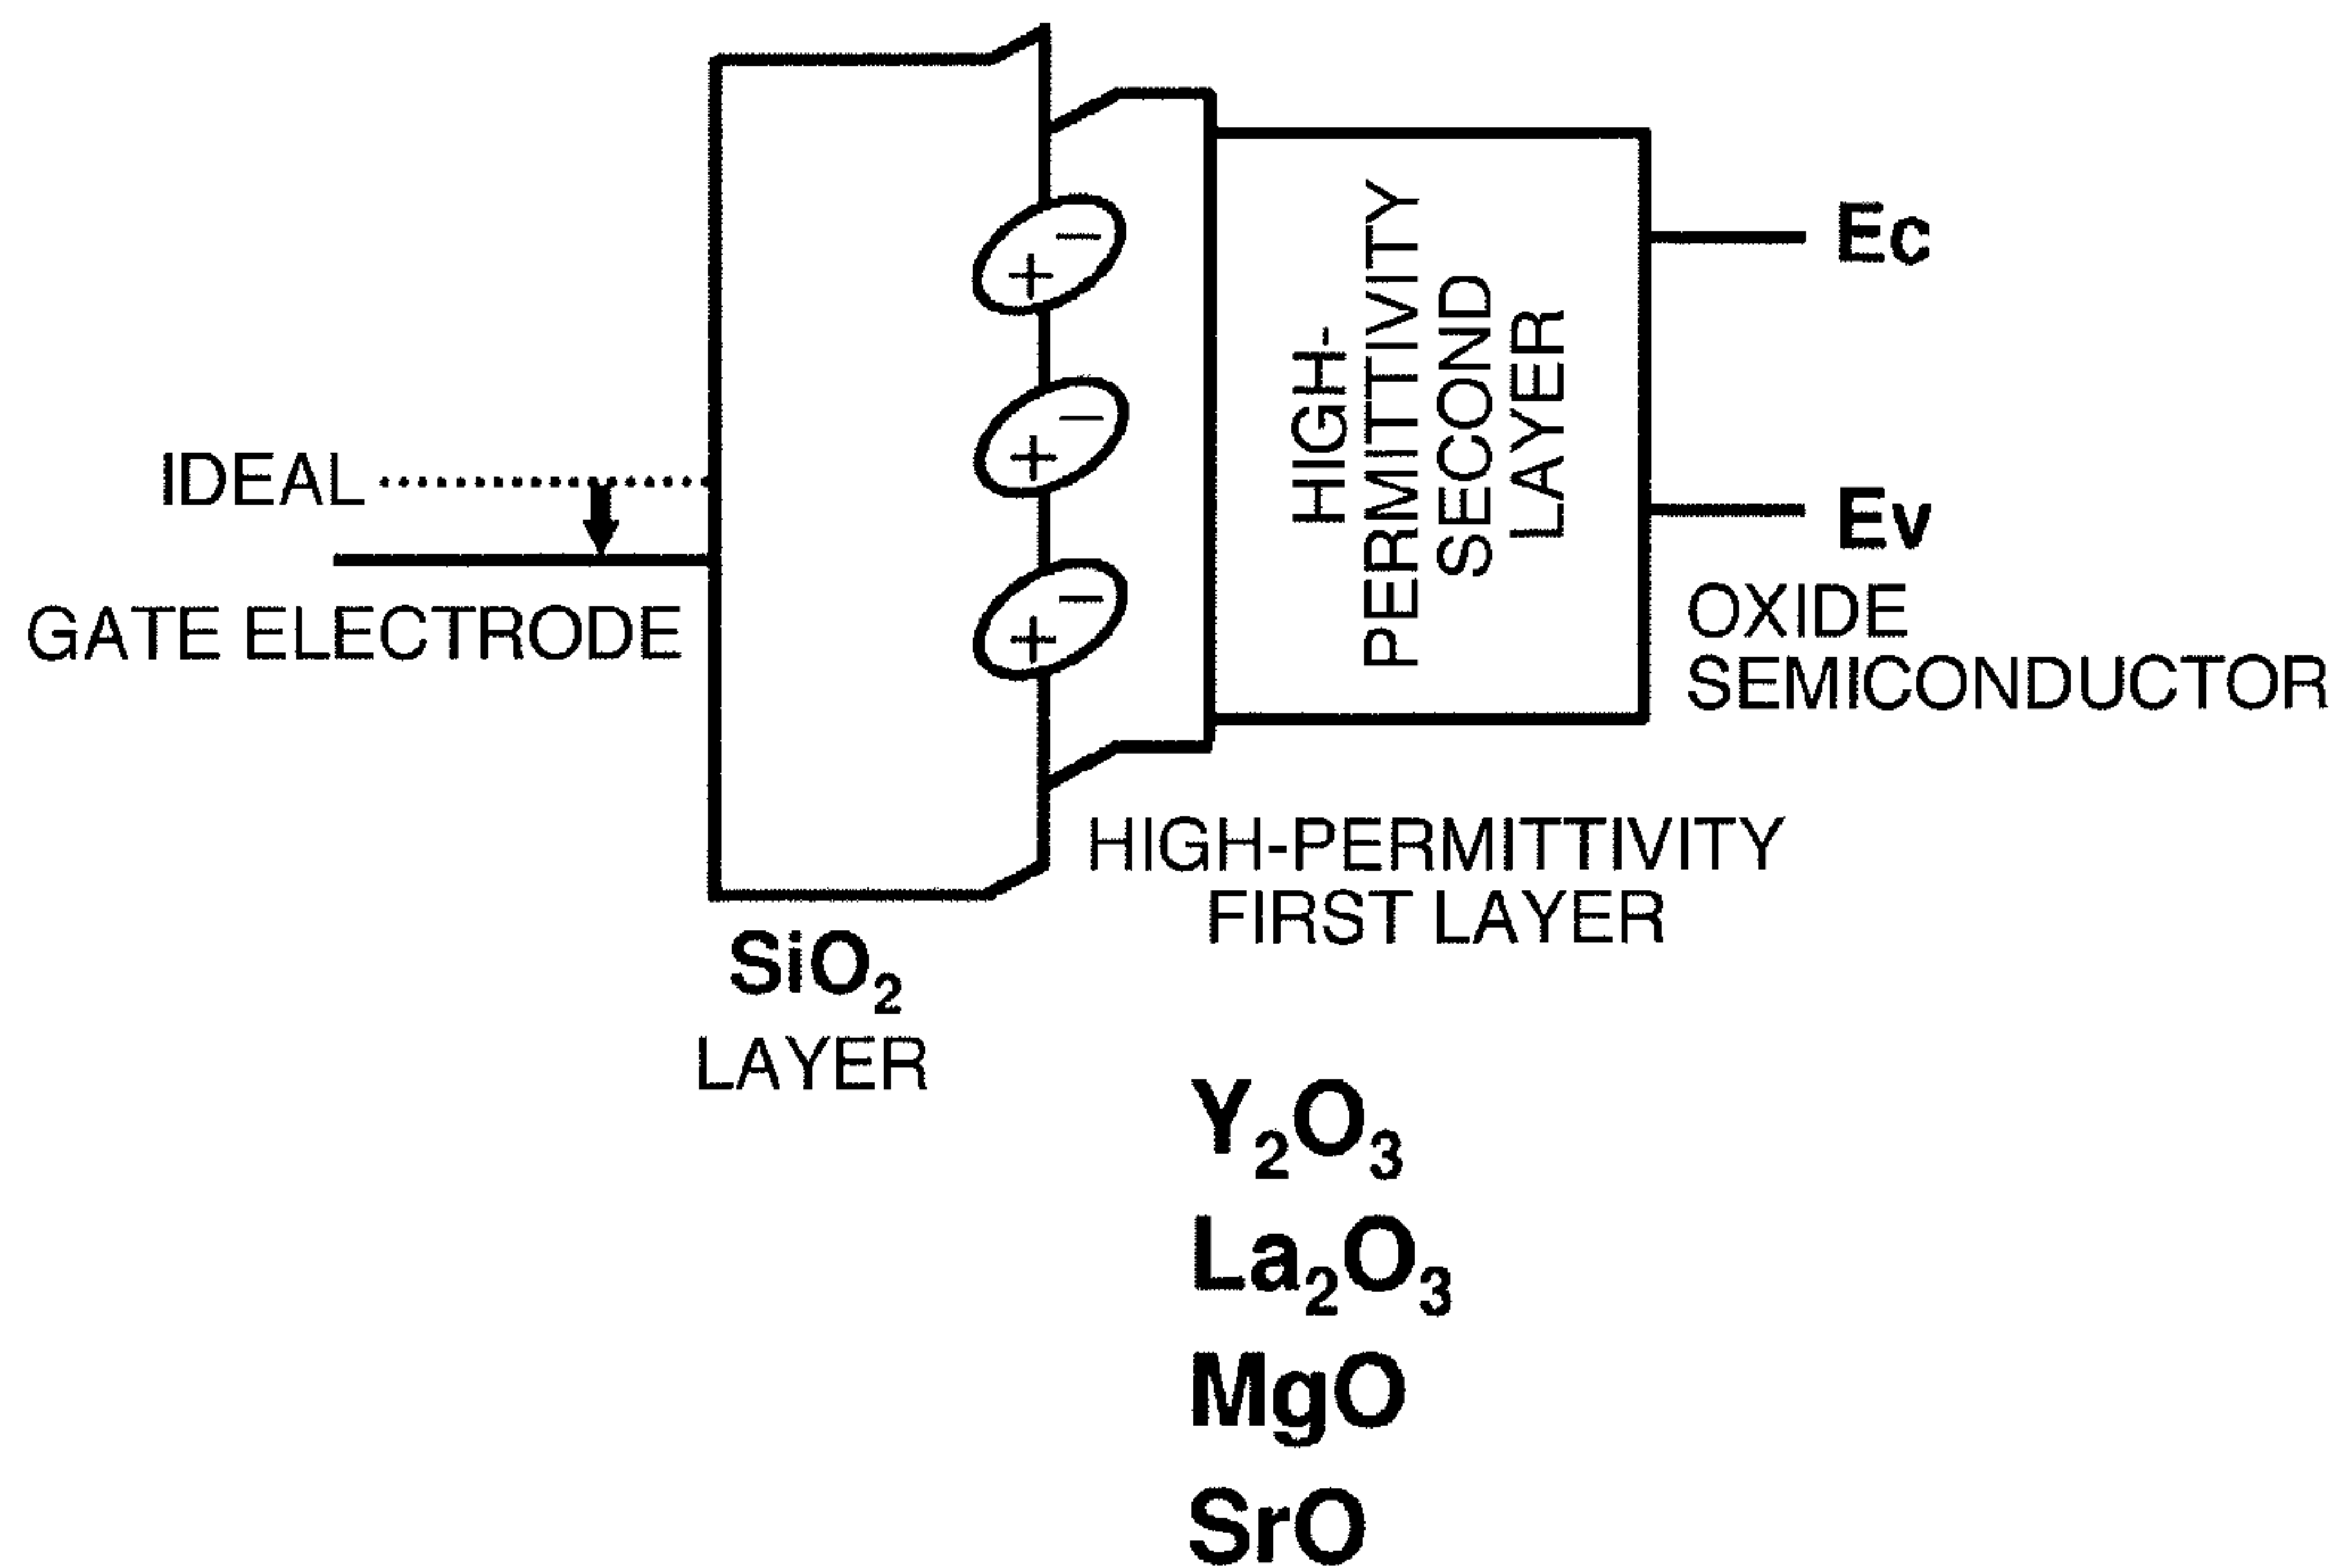 HIGH-
PERMITTIVITY
SECOND
LAYER
Ec
IDEAL
Ev
GATE ELECTRODE
OXIDE
SEMICONDUCTOR
+ −
+ −
+ −
HIGH-PERMITTIVITY
FIRST LAYER
SiO₂
LAYER
Y₂O₃
La₂O₃
MgO
SrO